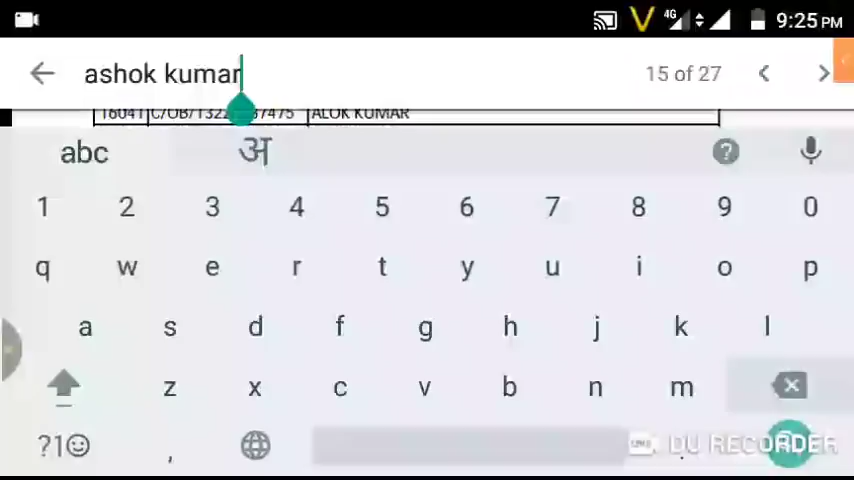 4G 9:25 PM
ashok kumar 15 of 27
16041 C/OB/132 37475 ALOK KUMAR
abc अ ?
1 2 3 4 5 6 7 8 9 0
q w e r t y u i o p
a s d f g h j k l
z x c v b n m
?1☺ , .
DU RECORDER